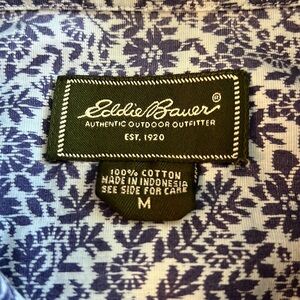 Eddie Bauer ®
AUTHENTIC OUTDOOR OUTFITTER
EST. 1920
100% COTTON
MADE IN INDONESIA
SEE SIDE FOR CARE
M